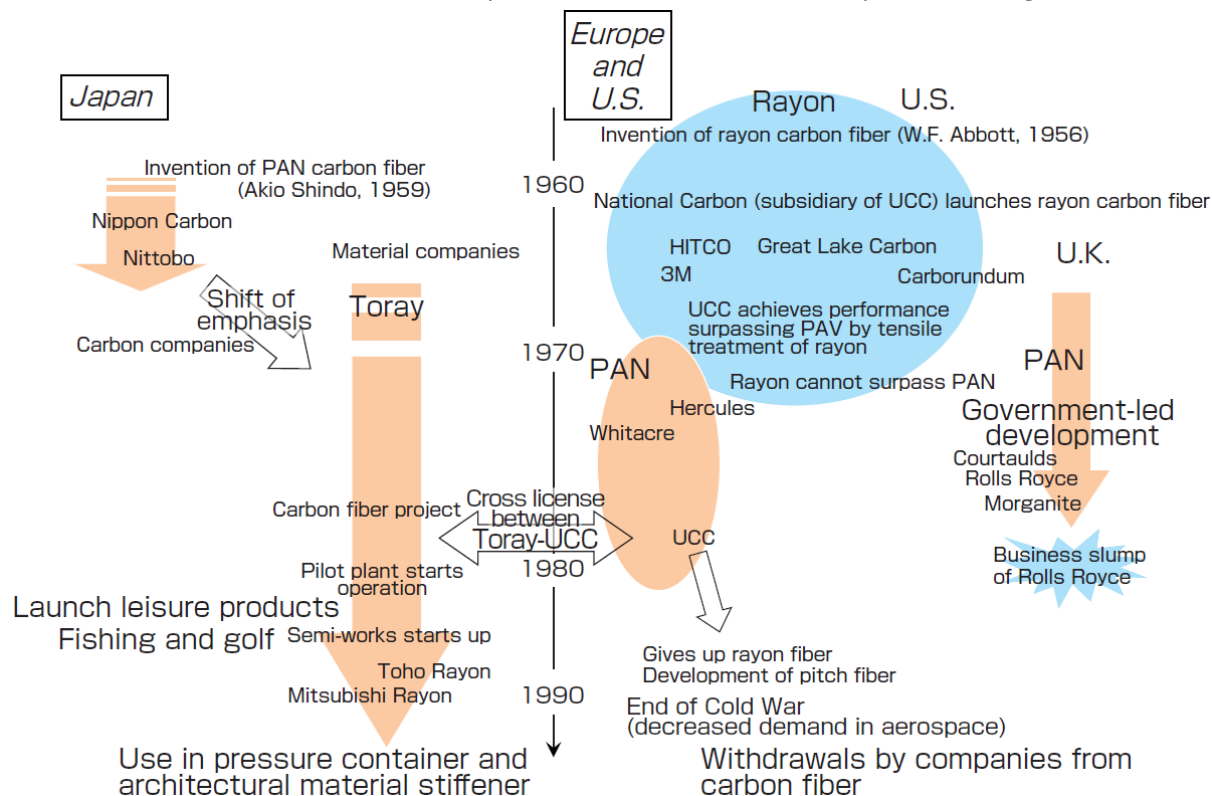 Europe
and
U.S.
Japan
Rayon
U.S.
Invention of rayon carbon fiber (W.F. Abbott, 1956)
Invention of PAN carbon fiber
(Akio Shindo, 1959)
1960
National Carbon (subsidiary of UCC) launches rayon carbon fiber
Nippon Carbon
Nittobo
Material companies
HITCO
Great Lake Carbon
3M
Carborundum
U.K.
Shift of
emphasis
Toray
Carbon companies
UCC achieves performance
surpassing PAV by tensile
treatment of rayon
1970
PAN
Rayon cannot surpass PAN
PAN
Hercules
Whitacre
Government-led
development
Courtaulds
Rolls Royce
Morganite
Carbon fiber project
Cross license
between
Toray-UCC
UCC
Business slump
of Rolls Royce
1980
Pilot plant starts
operation
Launch leisure products
Fishing and golf
Semi-works starts up
Toho Rayon
Mitsubishi Rayon
Gives up rayon fiber
Development of pitch fiber
1990
End of Cold War
(decreased demand in aerospace)
Use in pressure container and
architectural material stiffener
Withdrawals by companies from
carbon fiber